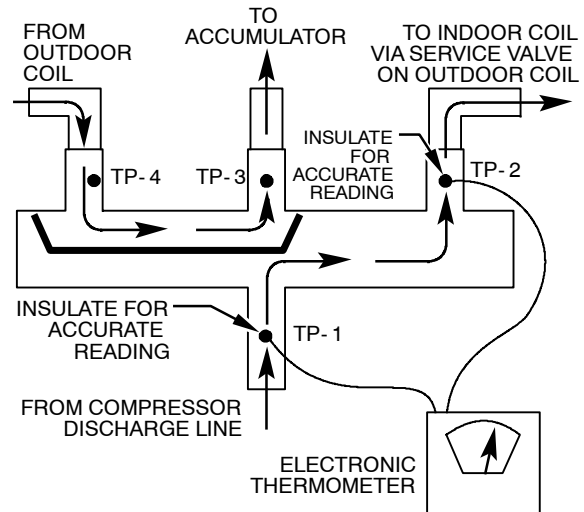 FROM
OUTDOOR
COIL
TO
ACCUMULATOR
TO INDOOR COIL
VIA SERVICE VALVE
ON OUTDOOR COIL
INSULATE
FOR
ACCURATE
READING
TP- 4
TP- 3
TP- 2
INSULATE FOR
ACCURATE
READING
TP- 1
FROM COMPRESSOR
DISCHARGE LINE
ELECTRONIC
THERMOMETER